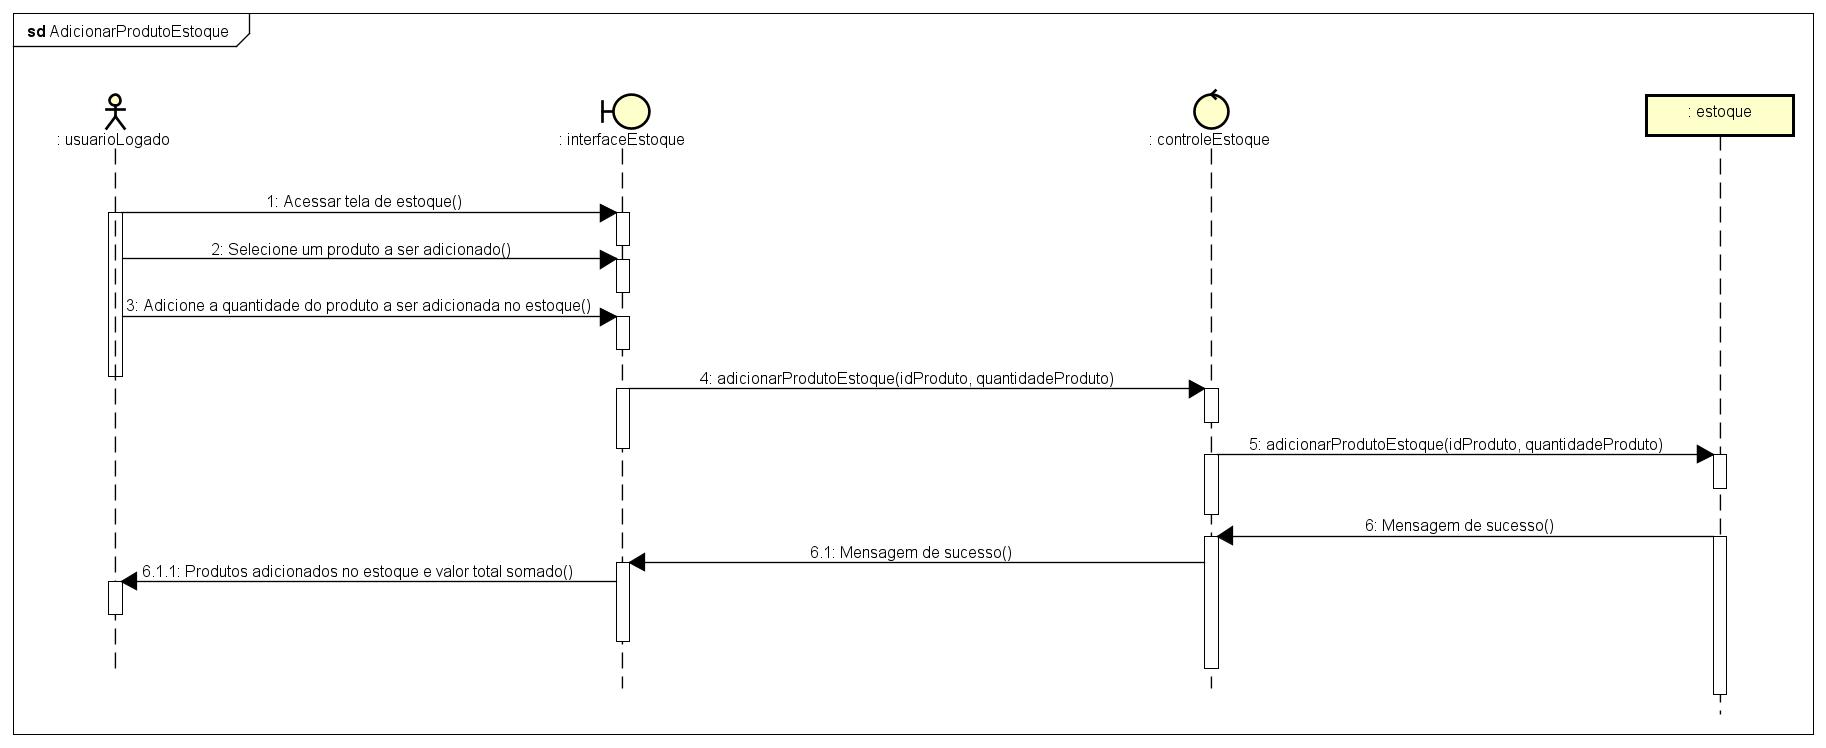 sd AdicionarProdutoEstoque
: usuarioLogado
: interfaceEstoque
: controleEstoque
: estoque
1: Acessar tela de estoque()
2: Selecione um produto a ser adicionado()
3: Adicione a quantidade do produto a ser adicionada no estoque()
4: adicionarProdutoEstoque(idProduto, quantidadeProduto)
5: adicionarProdutoEstoque(idProduto, quantidadeProduto)
6: Mensagem de sucesso()
6.1: Mensagem de sucesso()
6.1.1: Produtos adicionados no estoque e valor total somado()